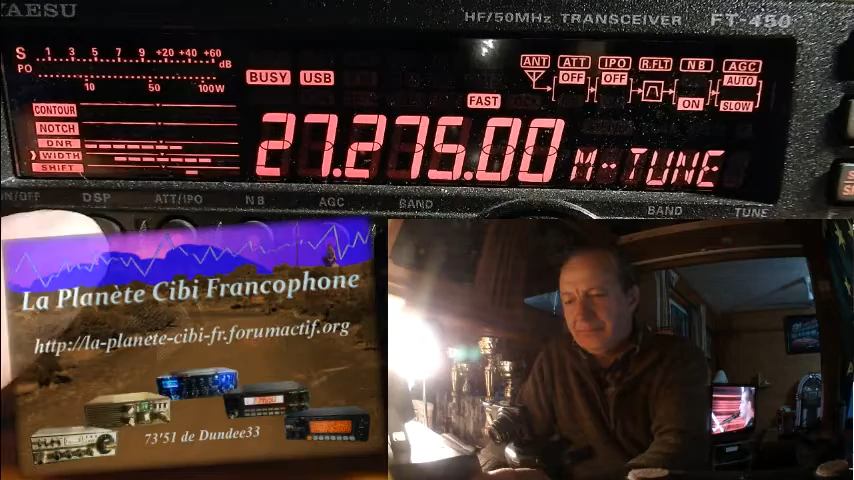 YAESU
HF/50MHz TRANSCEIVER FT-450
S 1 3 5 7 9 +20 +40 +60 dB
PO 10 50 100W
BUSY USB
FAST
ANT ATT IPO R.FLT NB AGC
OFF OFF AUTO
ON SLOW
CONTOUR
NOTCH
DNR
WIDTH
SHIFT
27.275.00 M-TUNE
ON/OFF DSP ATT/IPO NB AGC BAND BAND TUNE
La Planète Cibi Francophone
http://la-planete-cibi-fr.forumactif.org
73'51 de Dundee33